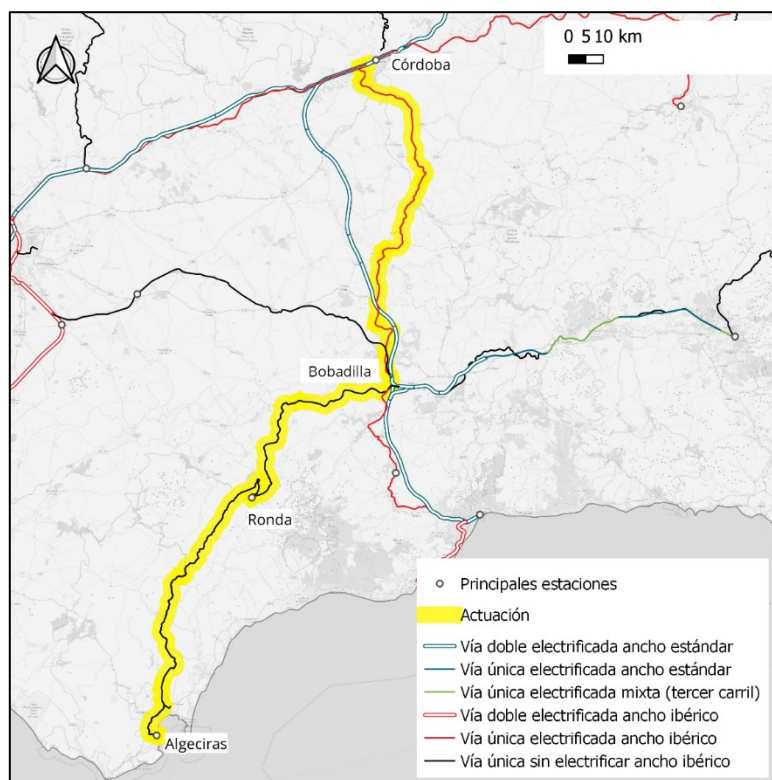 0 5 10 km
Córdoba
Bobadilla
Ronda
Algeciras
Principales estaciones
Actuación
Vía doble electrificada ancho estándar
Vía única electrificada ancho estándar
Vía única electrificada mixta (tercer carril)
Vía doble electrificada ancho ibérico
Vía única electrificada ancho ibérico
Vía única sin electrificar ancho ibérico